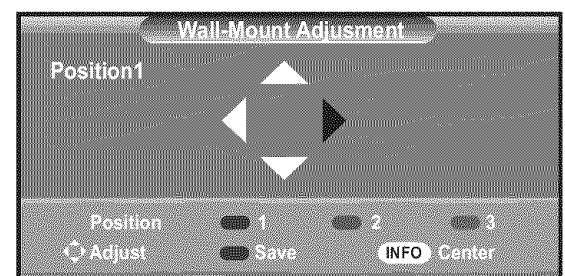 Wall-Mount Adjusment
Position1
Position 1 2 3
Adjust Save INFO Center